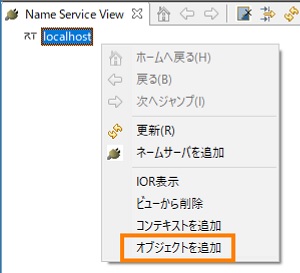 Name Service View
localhost
ホームへ戻る(H)
戻る(B)
次へジャンプ(I)
更新(R)
ネームサーバを追加
IOR表示
ビューから削除
コンテキストを追加
オブジェクトを追加